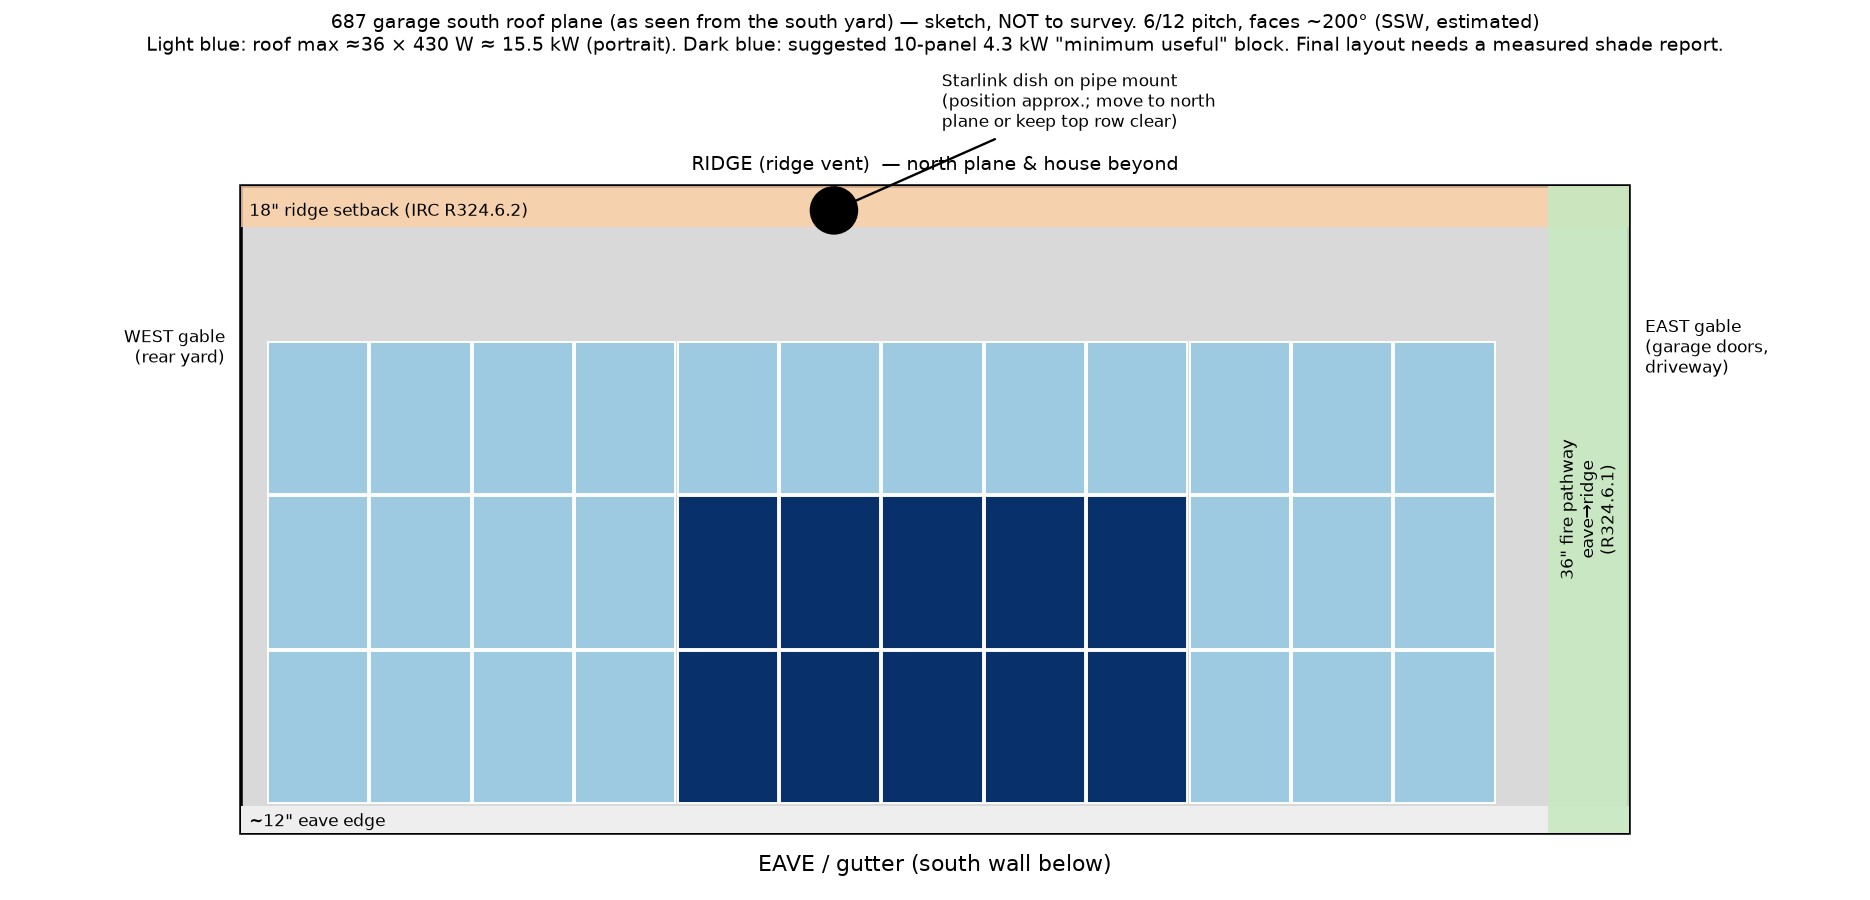 687 garage south roof plane (as seen from the south yard) — sketch, NOT to survey. 6/12 pitch, faces ~200° (SSW, estimated)
Light blue: roof max ≈36 × 430 W ≈ 15.5 kW (portrait). Dark blue: suggested 10-panel 4.3 kW "minimum useful" block. Final layout needs a measured shade report.
Starlink dish on pipe mount
(position approx.; move to north
plane or keep top row clear)
RIDGE (ridge vent)  — north plane & house beyond
18" ridge setback (IRC R324.6.2)
WEST gable
(rear yard)
EAST gable
(garage doors,
driveway)
36" fire pathway
eave→ridge
(R324.6.1)
~12" eave edge
EAVE / gutter (south wall below)